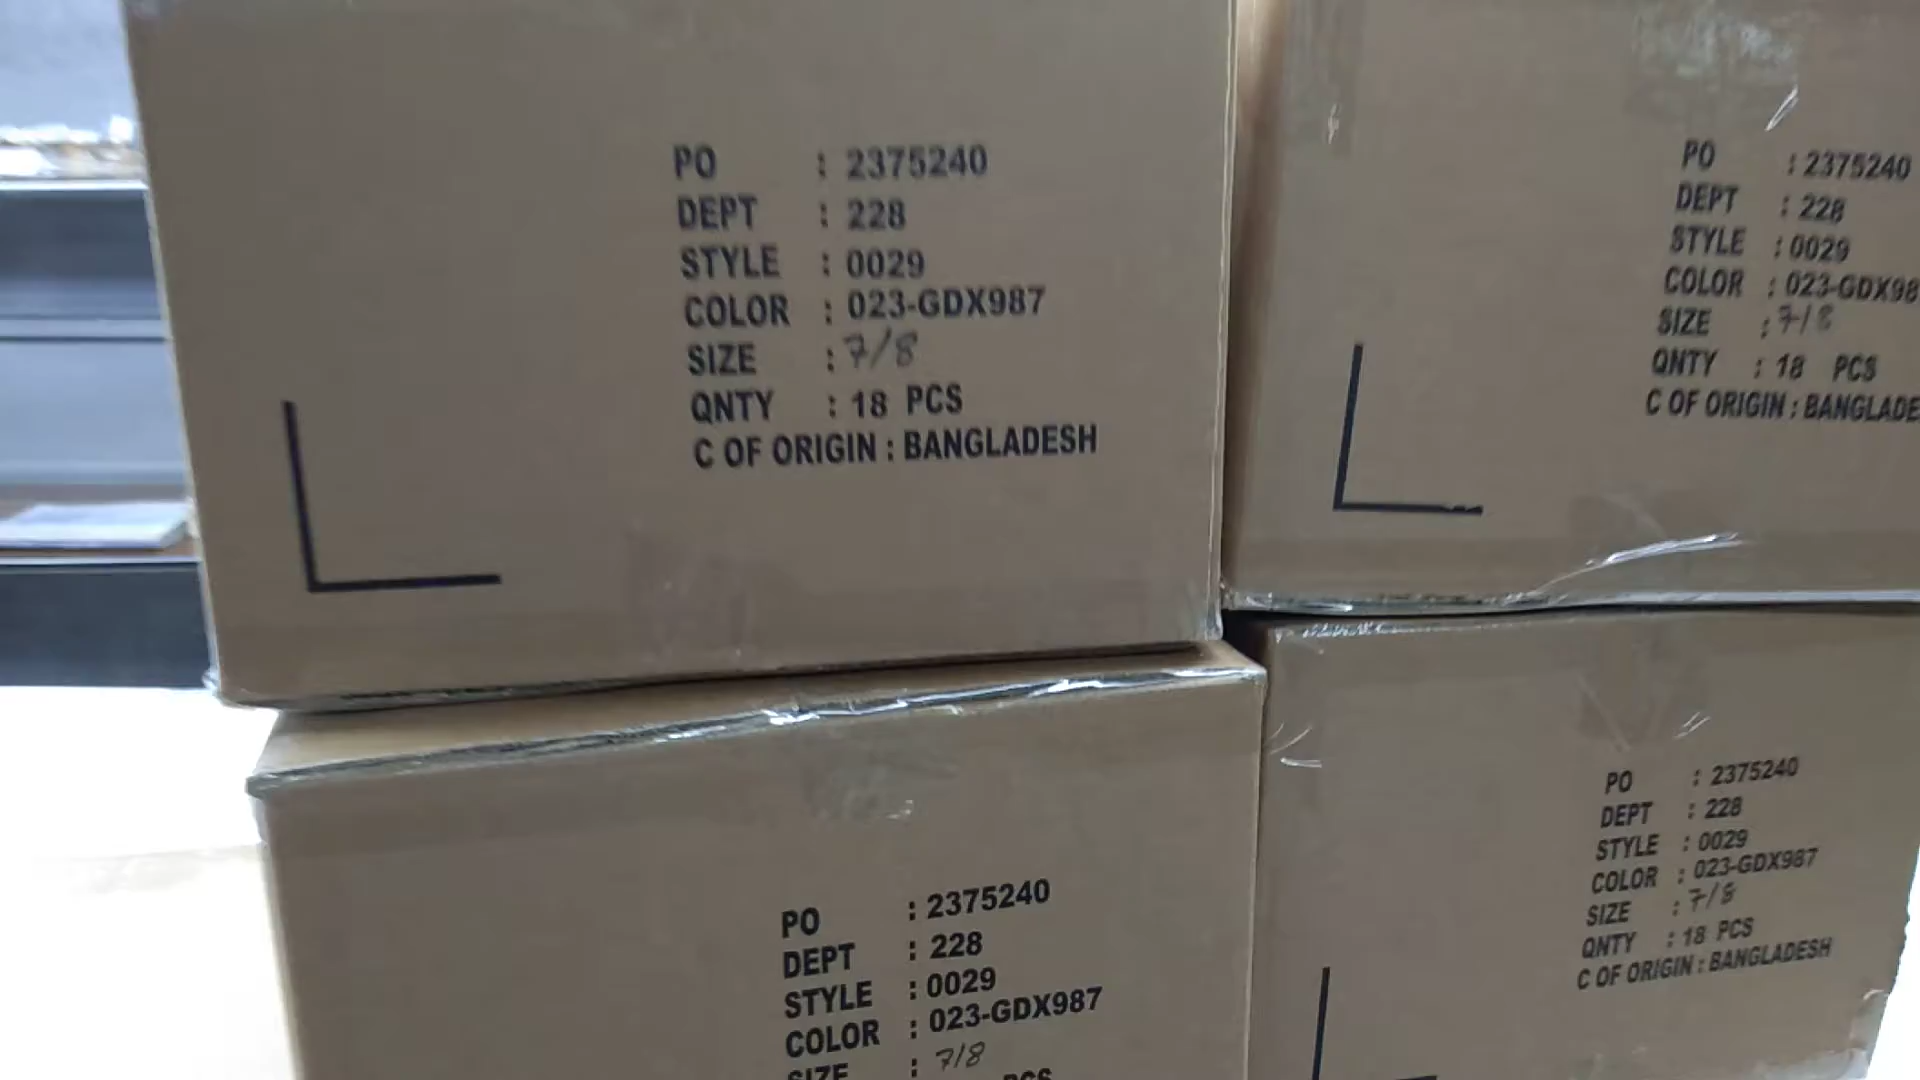 PO : 2375240
DEPT : 228
STYLE : 0029
COLOR : 023-GDX987
SIZE : 7/8
QNTY : 18 PCS
C OF ORIGIN : BANGLADESH
PO : 2375240
DEPT : 228
STYLE : 0029
COLOR : 023-GDX98
SIZE : 7/8
QNTY : 18 PCS
C OF ORIGIN : BANGLADE
PO : 2375240
DEPT : 228
STYLE : 0029
COLOR : 023-GDX987
SIZE : 7/8
PCS
PO : 2375240
DEPT : 228
STYLE : 0029
COLOR : 023-GDX987
SIZE : 7/8
QNTY : 18 PCS
C OF ORIGIN : BANGLADESH